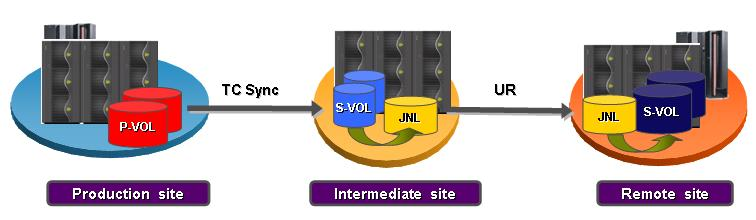 TC Sync
UR
P-VOL
S-VOL
JNL
JNL
S-VOL
Production site
Intermediate site
Remote site